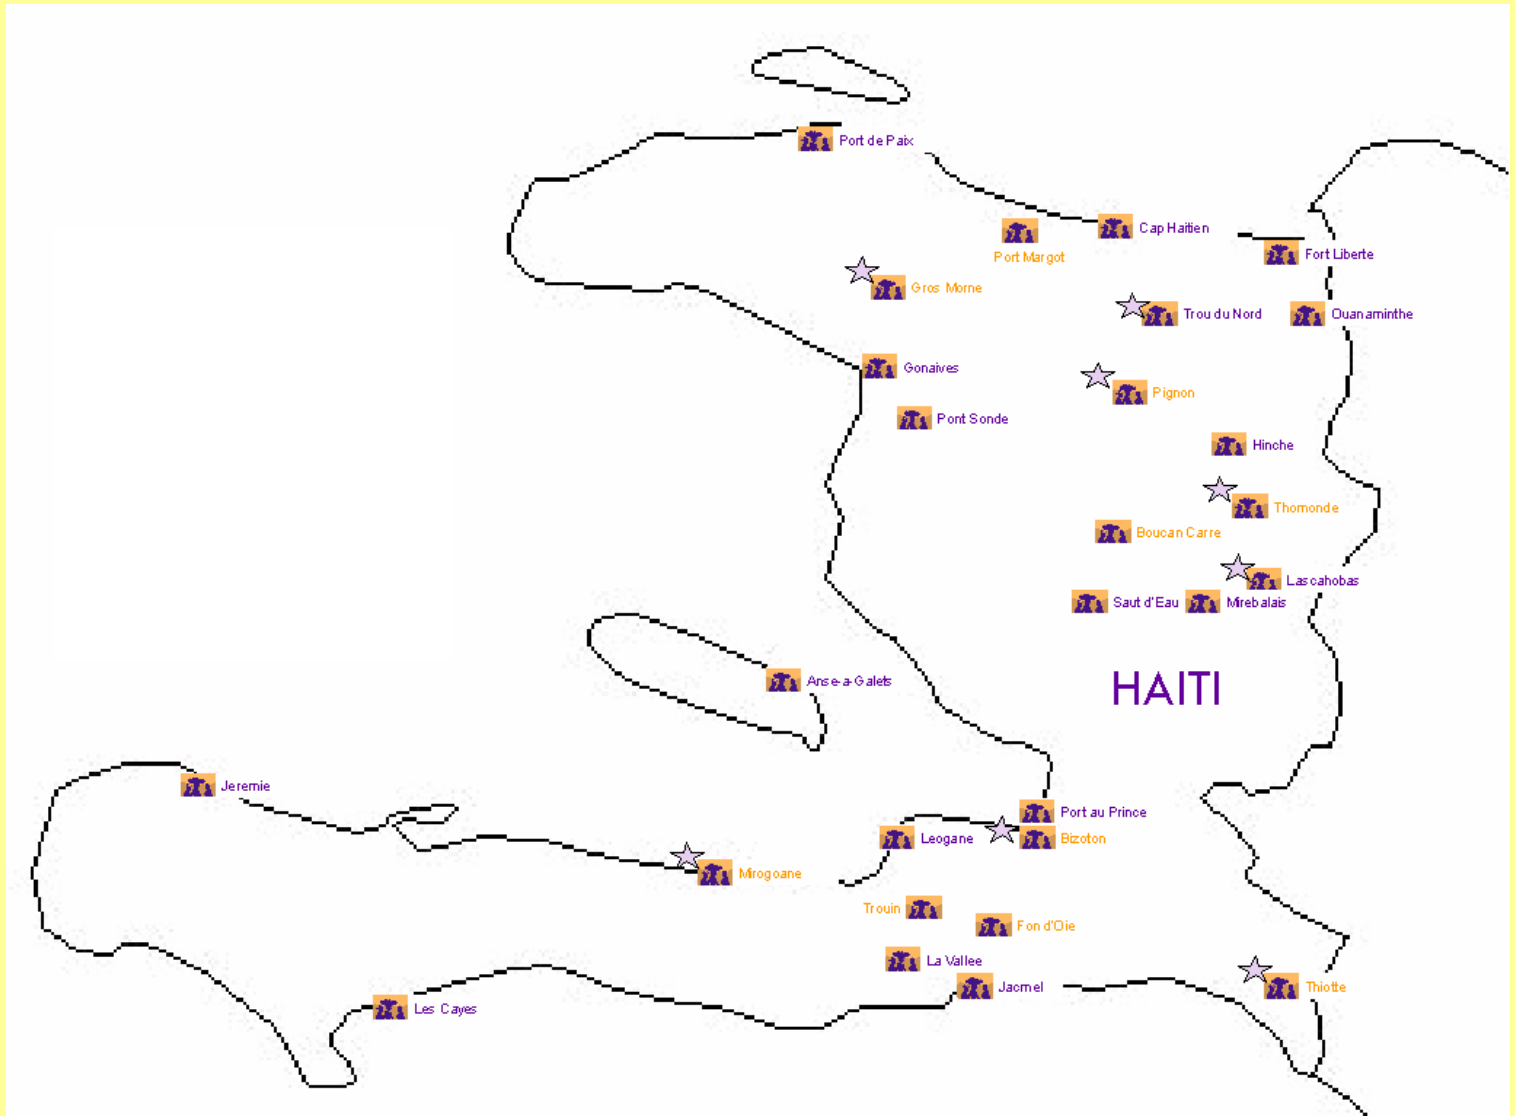 Port de Paix
Cap Haitien
Port Margot
Fort Liberte
Gros Morne
Trou du Nord
Ouanaminthe
Gonaives
Pignon
Pont Sonde
Hinche
Thomonde
Boucan Carre
Lascahobas
Saut d'Eau
Mirebalais
Anse-a-Galets
HAITI
Jeremie
Port au Prince
Leogane
Bizoton
Mirogoane
Trouin
Fon d'Oie
La Vallee
Jacmel
Thiotte
Les Cayes